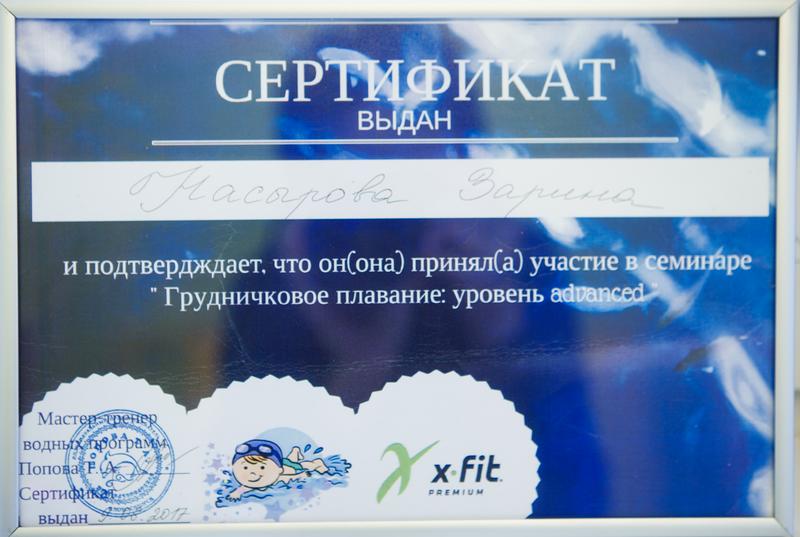 СЕРТИФИКАТ
ВЫДАН
Насырова Зарина
и подтверждает, что он(она) принял(а) участие в семинаре
" Грудничковое плавание: уровень advanced "
Мастер-тренер
водных программ
Попова Г.А
Сертификат
выдан 2017
x·fit.
PREMIUM